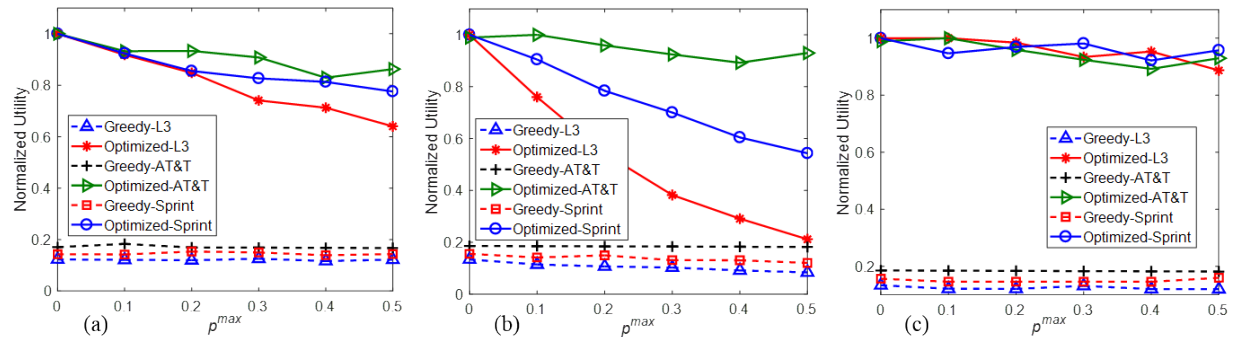 1
0.8
0.6
0.4
0.2
0
Normalized Utility
Greedy-L3
Optimized-L3
Greedy-AT&T
Optimized-AT&T
Greedy-Sprint
Optimized-Sprint
0 0.1 0.2 0.3 0.4 0.5
(a) p^max
1
0.8
0.6
0.4
0.2
0
Normalized Utility
Greedy-L3
Optimized-L3
Greedy-AT&T
Optimized-AT&T
Greedy-Sprint
Optimized-Sprint
0 0.1 0.2 0.3 0.4 0.5
(b) p^max
1
0.8
0.6
0.4
0.2
Normalized Utility
Greedy-L3
Optimized-L3
Greedy-AT&T
Optimized-AT&T
Greedy-Sprint
Optimized-Sprint
0 0.1 0.2 0.3 0.4 0.5
(c) p^max